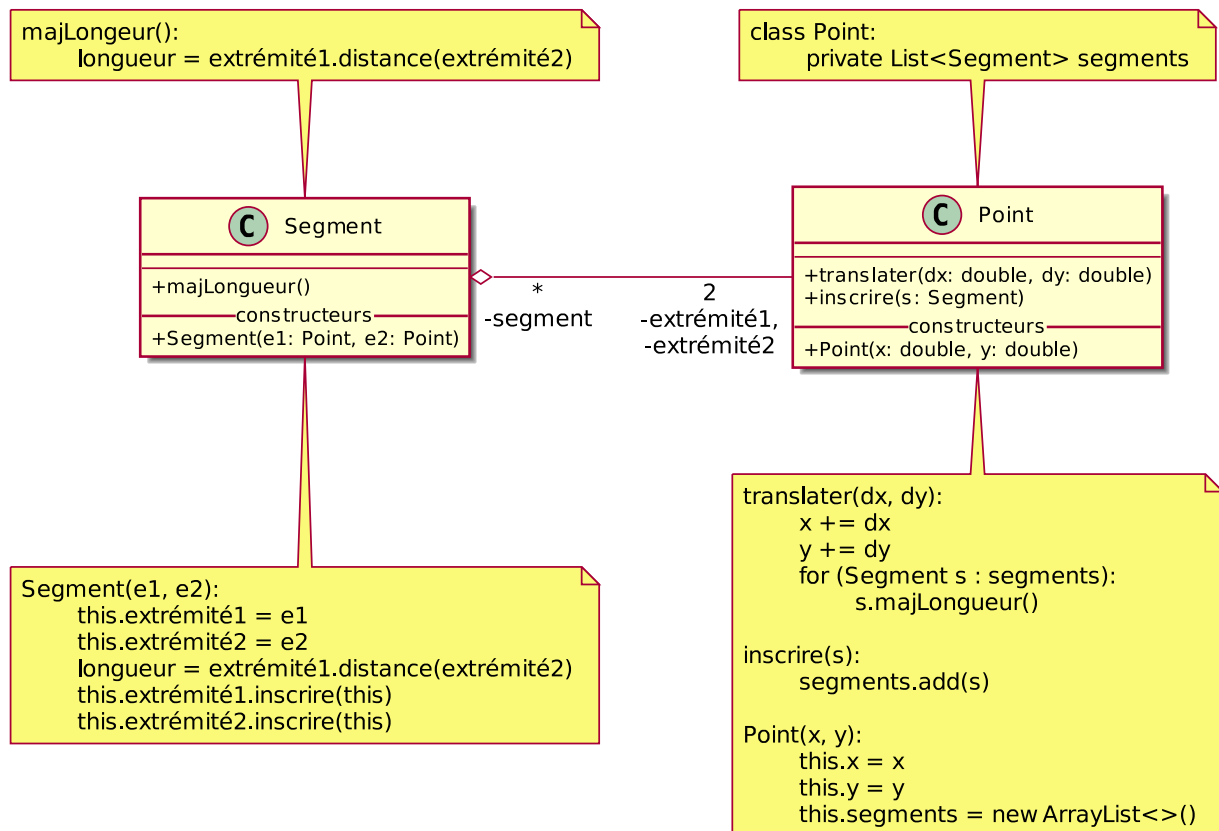 majLongeur():
longueur = extrémité1.distance(extrémité2)
class Point:
private List<Segment> segments
C Segment
+majLongueur()
constructeurs
+Segment(e1: Point, e2: Point)
*
-segment
2
-extrémité1,
-extrémité2
C Point
+translater(dx: double, dy: double)
+inscrire(s: Segment)
constructeurs
+Point(x: double, y: double)
Segment(e1, e2):
this.extrémité1 = e1
this.extrémité2 = e2
longueur = extrémité1.distance(extrémité2)
this.extrémité1.inscrire(this)
this.extrémité2.inscrire(this)
translater(dx, dy):
x += dx
y += dy
for (Segment s : segments):
s.majLongueur()
inscrire(s):
segments.add(s)
Point(x, y):
this.x = x
this.y = y
this.segments = new ArrayList<>()